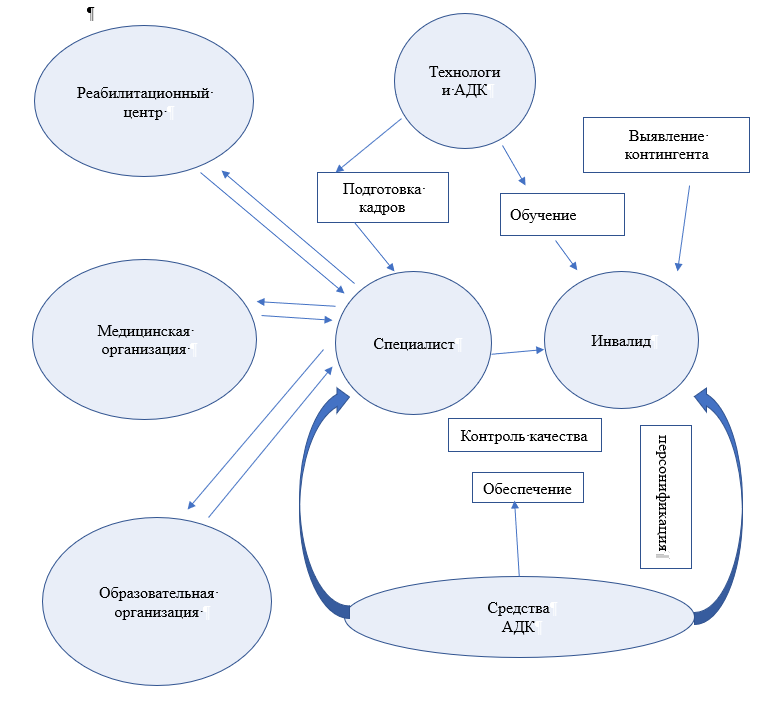 Реабилитационный
центр
Технологи
и АДК
Выявление
контингента
Подготовка
кадров
Обучение
Медицинская
организация
Специалист
Инвалид
Контроль качества
персонификация
Обеспечение
Образовательная
организация
Средства
АДК